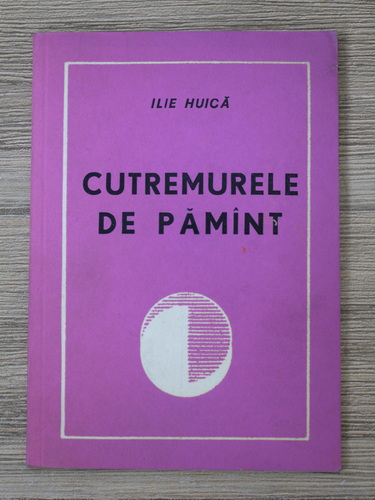 ILIE HUICĂ
CUTREMURELE
DE PĂMÎNT